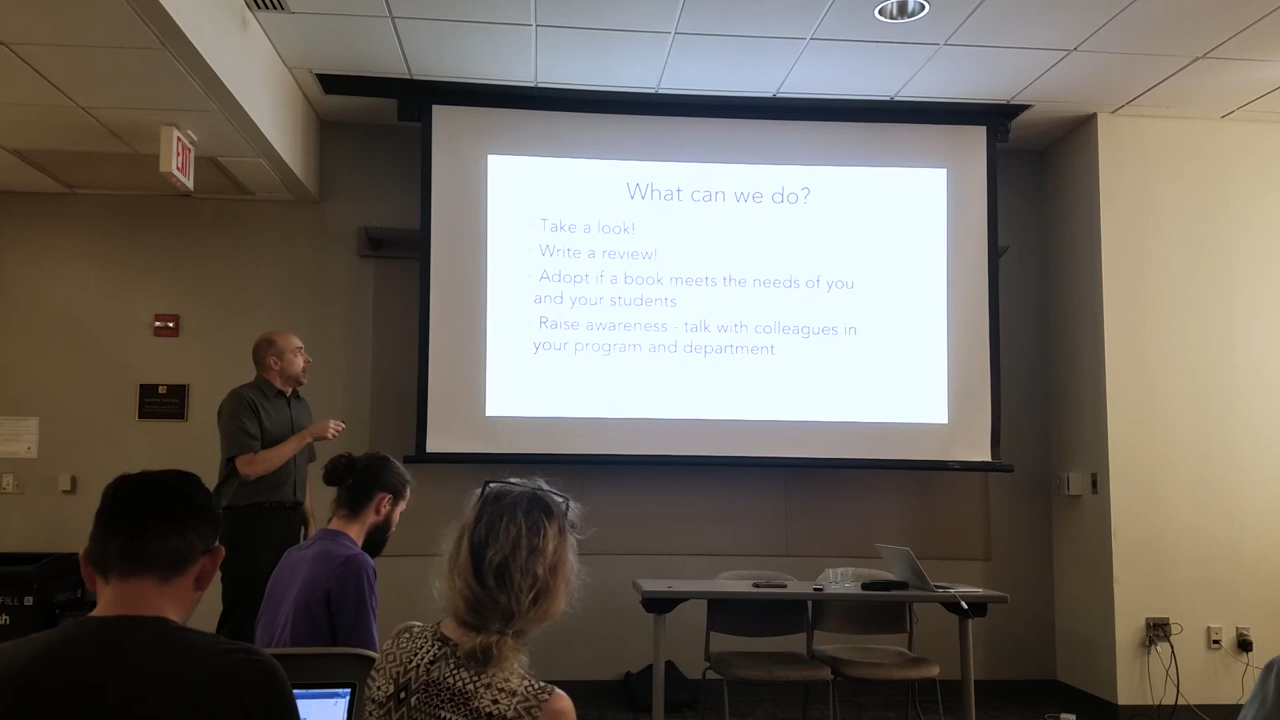 EXIT
What can we do?
Take a look!
Write a review!
Adopt if a book meets the needs of you
and your students
Raise awareness - talk with colleagues in
your program and department